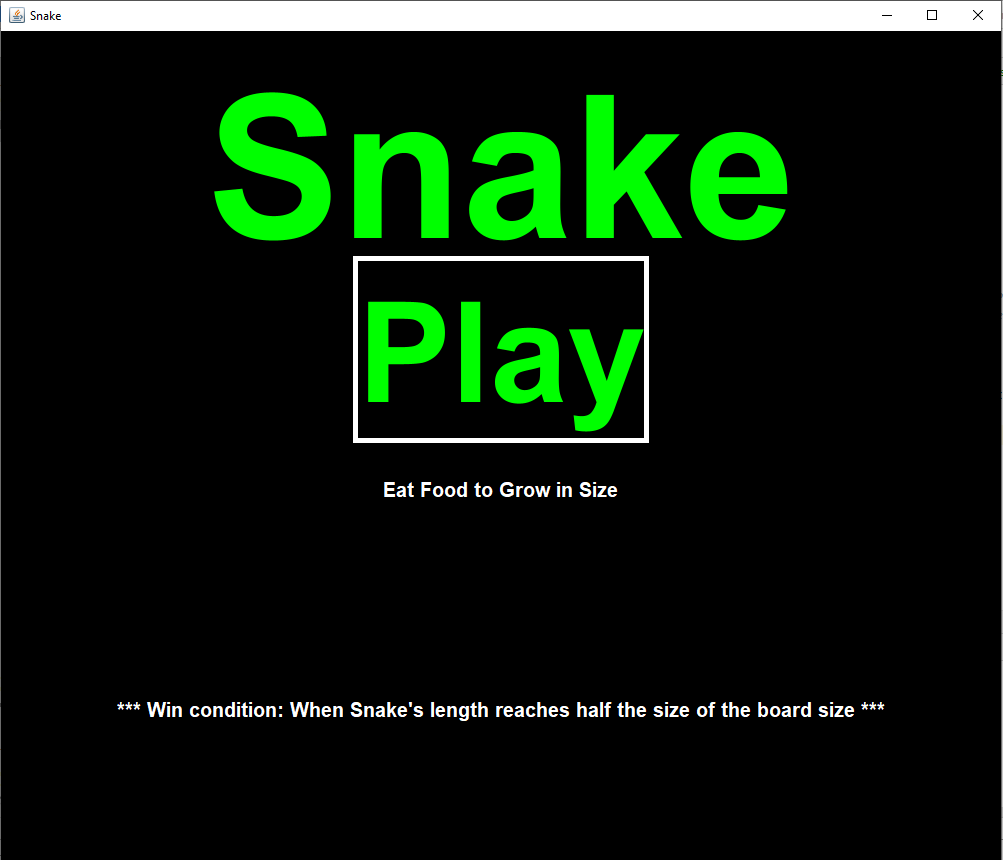 Snake
Snake
Play
Eat Food to Grow in Size
*** Win condition: When Snake's length reaches half the size of the board size ***